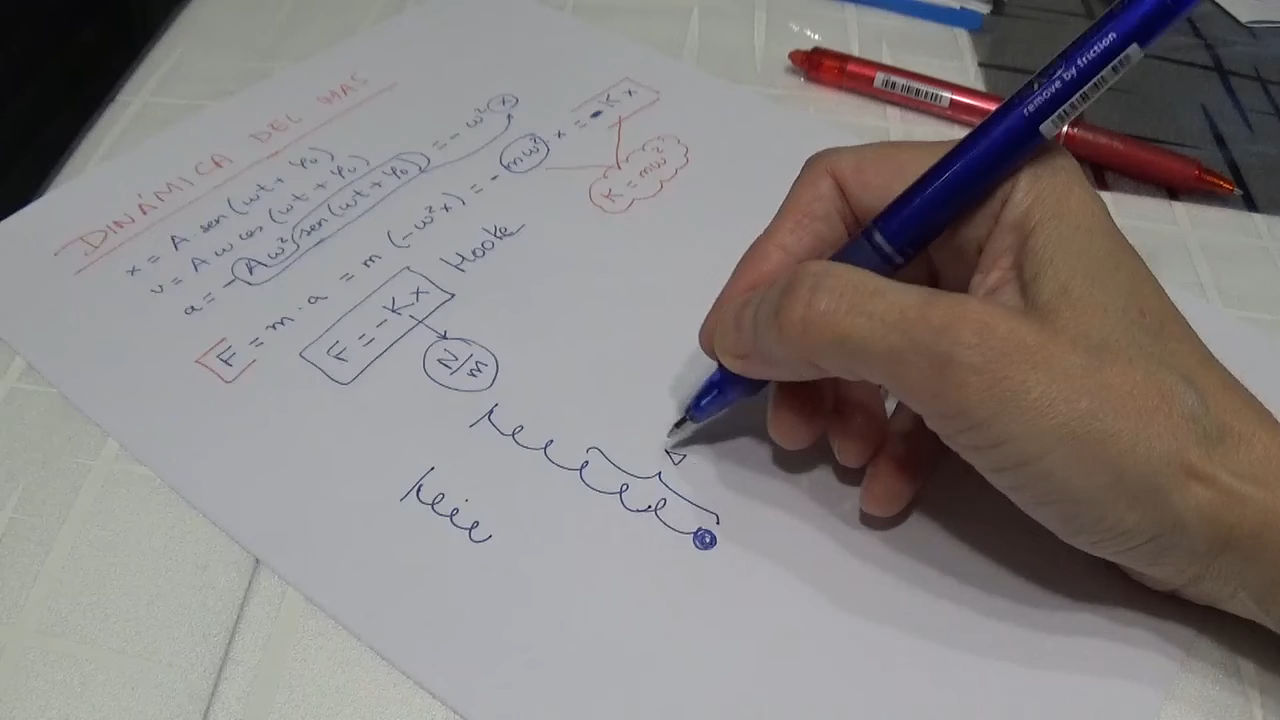 DINÁMICA DEL MAS
x = A sen (ωt + φ₀)
v = A ω cos (ωt + φ₀)
a = - Aω² sen (ωt + φ₀) = - ω² x
F = m · a = m (-ω² x) = - mω² x = - K x
K = mω²
F = - K x Hooke
N/m
Δ
remove by friction